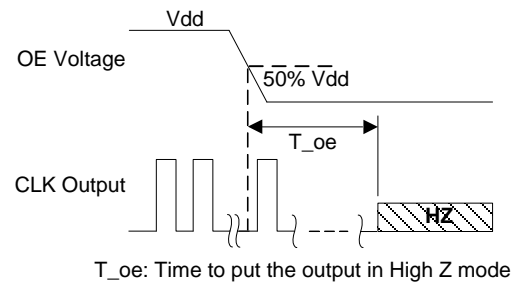 Vdd
OE Voltage
50% Vdd
T_oe
CLK Output
HZ
T_oe: Time to put the output in High Z mode